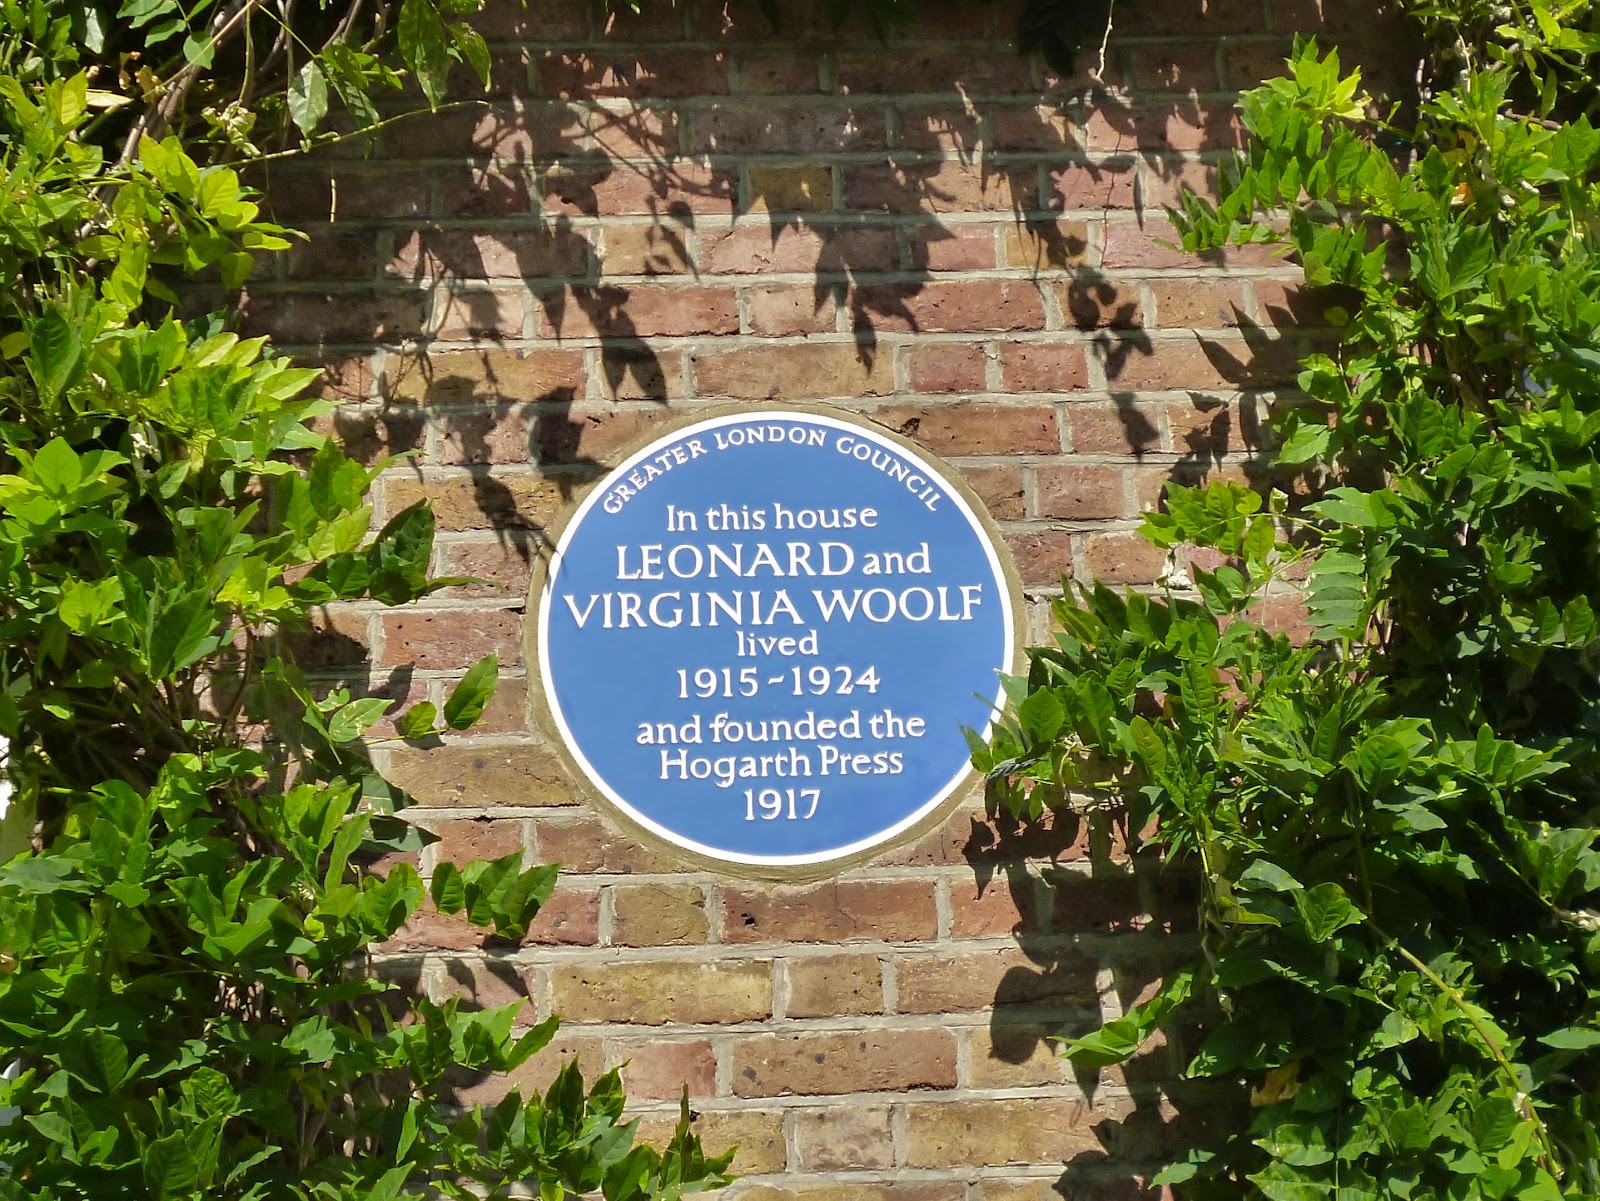 GREATER LONDON COUNCIL
In this house
LEONARD and
VIRGINIA WOOLF
lived
1915-1924
and founded the
Hogarth Press
1917